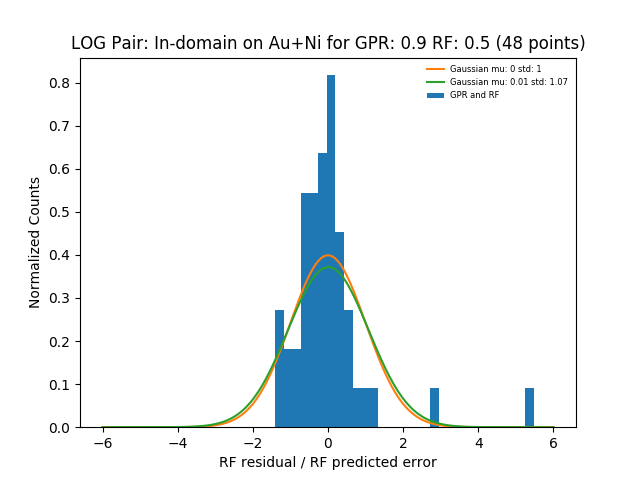 LOG Pair: In-domain on Au+Ni for GPR: 0.9 RF: 0.5 (48 points)
Gaussian mu: 0 std: 1
Gaussian mu: 0.01 std: 1.07
GPR and RF
Normalized Counts
0.8
0.7
0.6
0.5
0.4
0.3
0.2
0.1
0.0
−6 −4 −2 0 2 4 6
RF residual / RF predicted error